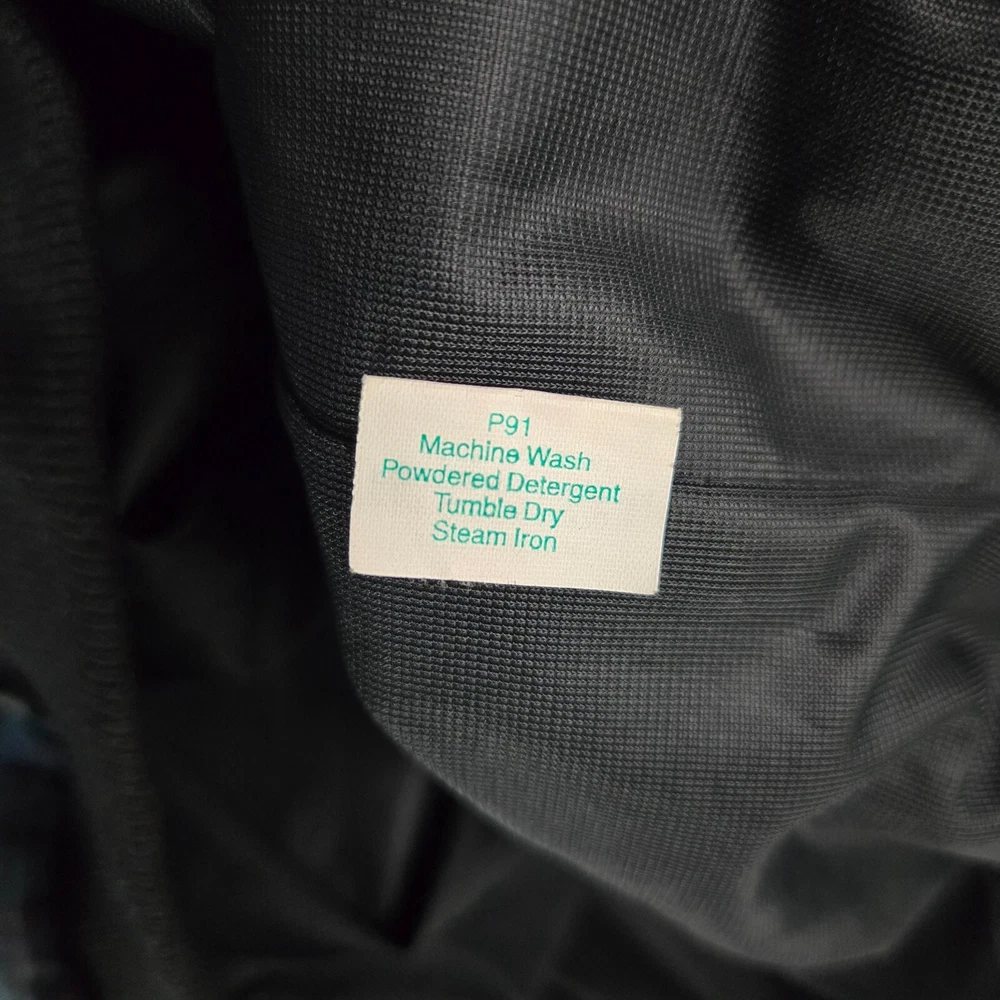 P91
Machine Wash
Powdered Detergent
Tumble Dry
Steam Iron